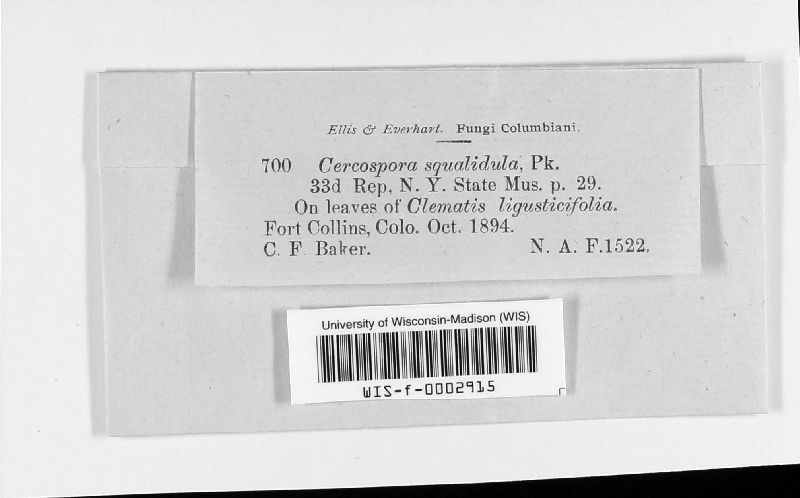 Ellis & Everhart. Fungi Columbiani.
700 Cercospora squalidula, Pk.
33d Rep, N. Y. State Mus. p. 29.
On leaves of Clematis ligusticifolia.
Fort Collins, Colo. Oct. 1894.
C. F. Baker. N. A. F. 1522.
University of Wisconsin-Madison (WIS)
WIS-f-0002915